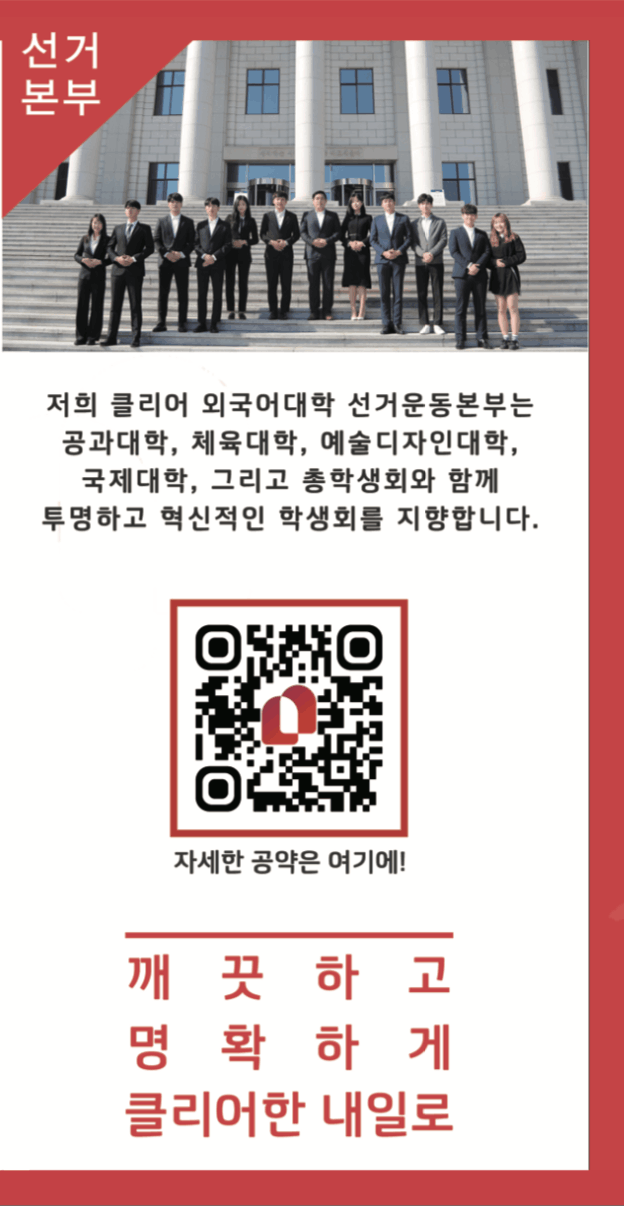 선거
본부
저희 클리어 외국어대학 선거운동본부는
공과대학, 체육대학, 예술디자인대학,
국제대학, 그리고 총학생회와 함께
투명하고 혁신적인 학생회를 지향합니다.
자세한 공약은 여기에!
깨 끗 하 고
명 확 하 게
클리어한 내일로